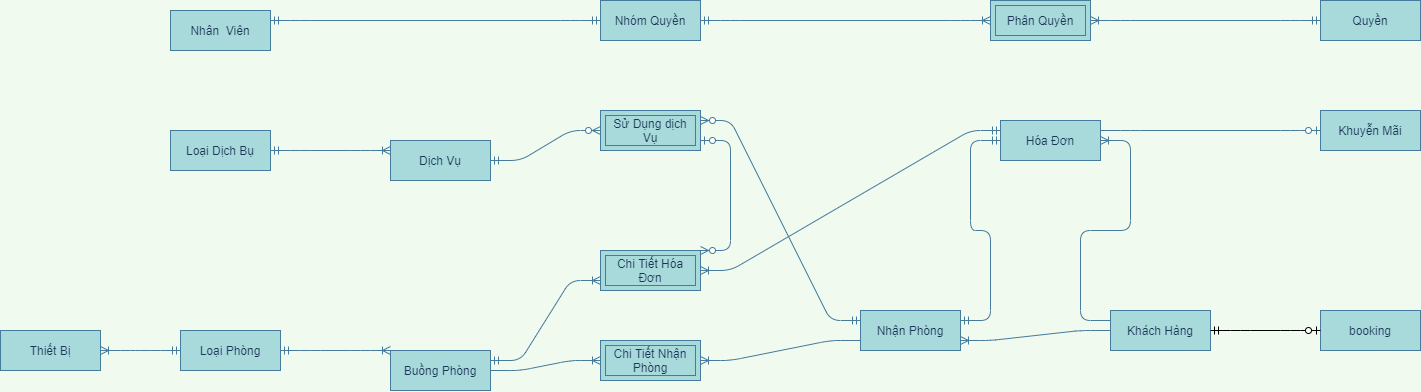 Nhân Viên
Nhóm Quyền
Phân Quyền
Quyền
Loại Dịch Bụ
Dịch Vụ
Sử Dụng dịch
Vụ
Hóa Đơn
Khuyễn Mãi
Chi Tiết Hóa
Đơn
Thiết Bị
Loại Phòng
Buồng Phòng
Chi Tiết Nhận
Phòng
Nhận Phòng
Khách Hàng
booking